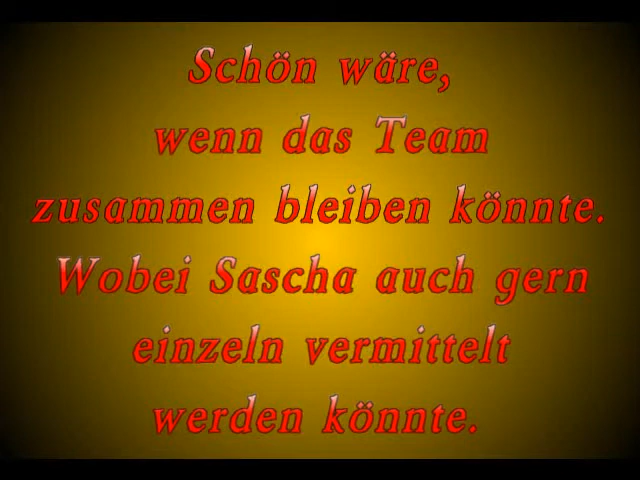 Schön wäre,
wenn das Team
zusammen bleiben könnte.
Wobei Sascha auch gern
einzeln vermittelt
werden könnte.